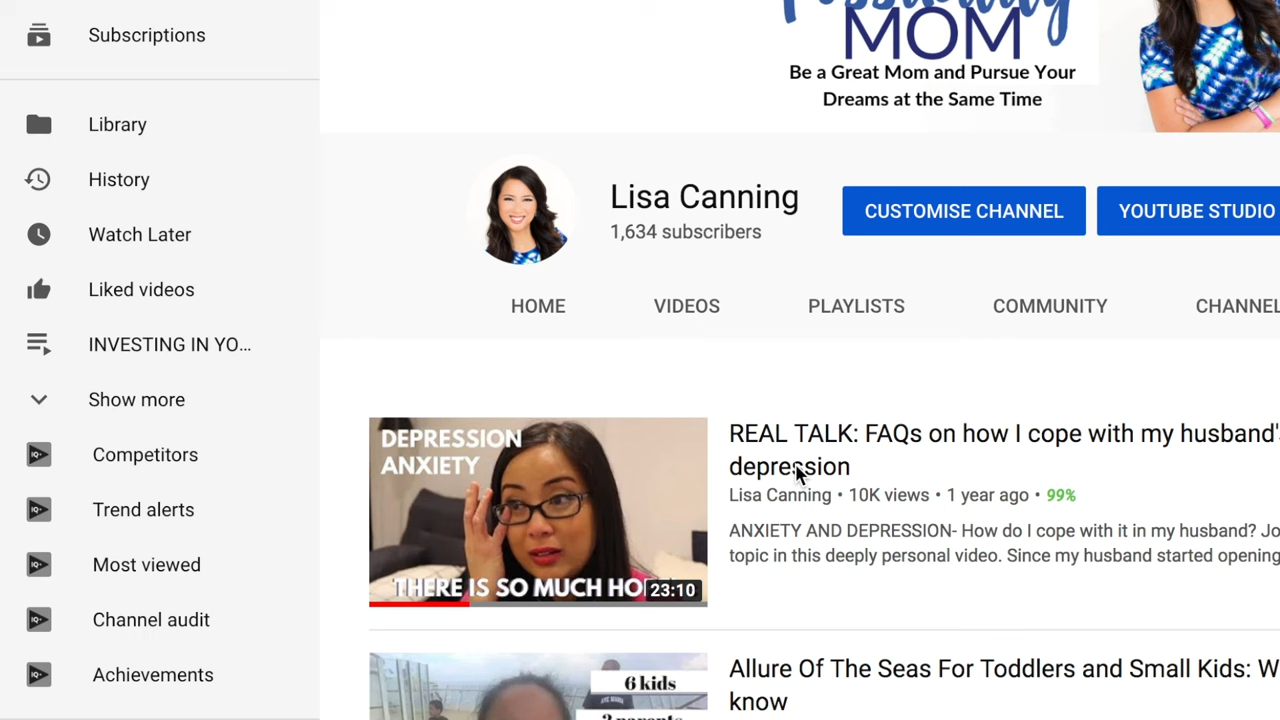 Subscriptions
Library
History
Watch Later
Liked videos
INVESTING IN YO...
Show more
Competitors
Trend alerts
Most viewed
Channel audit
Achievements
MOM
Be a Great Mom and Pursue Your
Dreams at the Same Time
Lisa Canning
1,634 subscribers
CUSTOMISE CHANNEL
YOUTUBE STUDIO
HOME
VIDEOS
PLAYLISTS
COMMUNITY
CHANNEL
DEPRESSION
ANXIETY
THERE IS SO MUCH HO
23:10
REAL TALK: FAQs on how I cope with my husband's
depression
Lisa Canning • 10K views • 1 year ago • 99%
ANXIETY AND DEPRESSION- How do I cope with it in my husband? Jo
topic in this deeply personal video. Since my husband started opening
6 kids
Allure Of The Seas For Toddlers and Small Kids: W
know